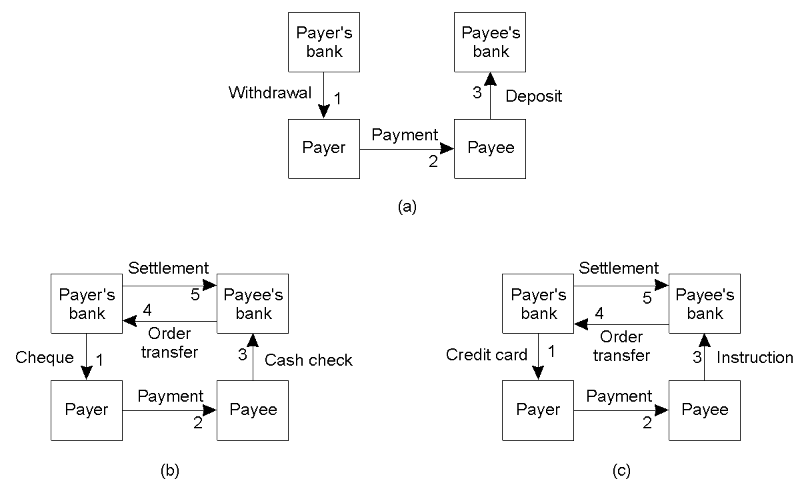 Payer's
bank
Payee's
bank
Withdrawal
1
3
Deposit
Payer
Payment
2
Payee
(a)
Settlement
5
Payer's
bank
4
Payee's
bank
Order
transfer
Cheque
1
3
Cash check
Payer
Payment
2
Payee
(b)
Settlement
5
Payer's
bank
4
Payee's
bank
Order
transfer
Credit card
1
3
Instruction
Payer
Payment
2
Payee
(c)